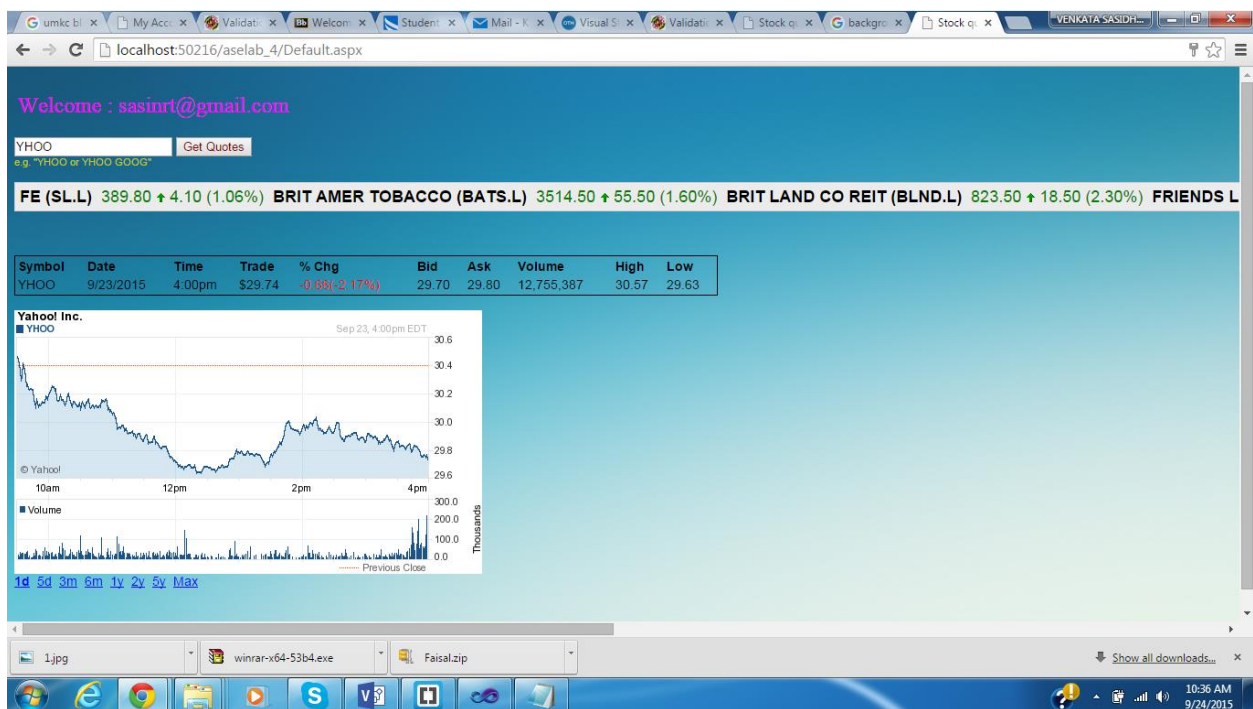 umkc bl
My Acc
Validatio
Welcom
Student
Mail - K
Visual S
Validatio
Stock q
backgro
Stock q
VENKATA SASIDH...
localhost:50216/aselab_4/Default.aspx
Welcome : sasinrt@gmail.com
YHOO Get Quotes
e.g. "YHOO or YHOO GOOG"
FE (SL.L) 389.80 4.10 (1.06%) BRIT AMER TOBACCO (BATS.L) 3514.50 55.50 (1.60%) BRIT LAND CO REIT (BLND.L) 823.50 18.50 (2.30%) FRIENDS L
Symbol Date Time Trade % Chg Bid Ask Volume High Low
YHOO 9/23/2015 4:00pm $29.74 -0.66(-2.17%) 29.70 29.80 12,755,387 30.57 29.63
Yahoo! Inc.
YHOO Sep 23, 4:00pm EDT
30.6
30.4
30.2
30.0
29.8
© Yahoo!
29.6
10am 12pm 2pm 4pm
300.0
Volume
200.0
100.0
0.0
Thousands
Previous Close
1d 5d 3m 6m 1y 2y 5y Max
1.jpg winrar-x64-53b4.exe Faisal.zip Show all downloads...
10:36 AM
9/24/2015